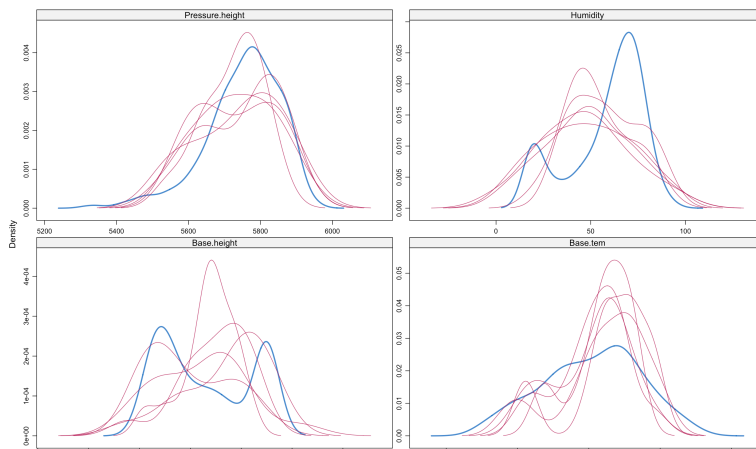 Pressure.height
Humidity
0.000 0.001 0.002 0.003 0.004
0.000 0.005 0.010 0.015 0.020 0.025
5200 5400 5600 5800 6000
0 50 100
Density
Base.height
Base.tem
0e+00 1e-04 2e-04 3e-04 4e-04
0.00 0.01 0.02 0.03 0.04 0.05